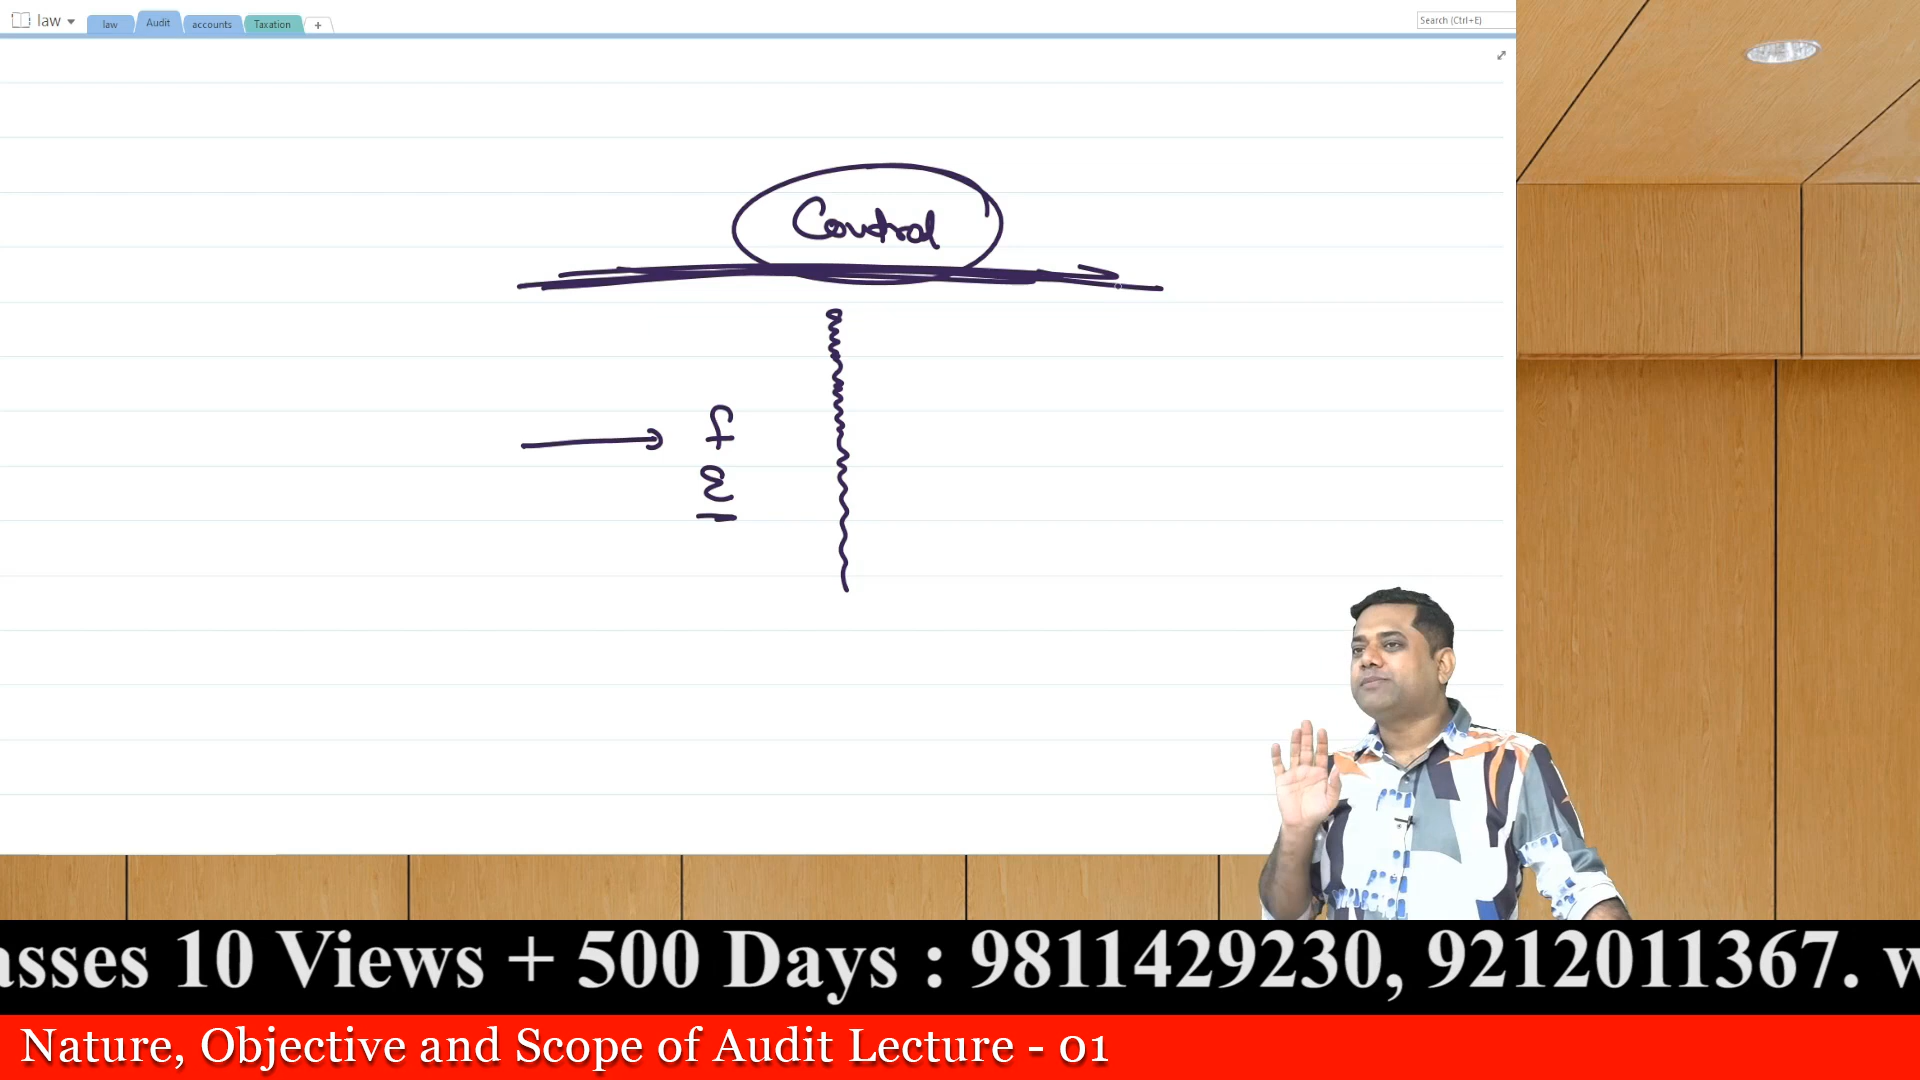 law
law Audit accounts Taxation +
Search (Ctrl+E)
Control
f
E
asses 10 Views + 500 Days : 9811429230, 9212011367. w
Nature, Objective and Scope of Audit Lecture - 01